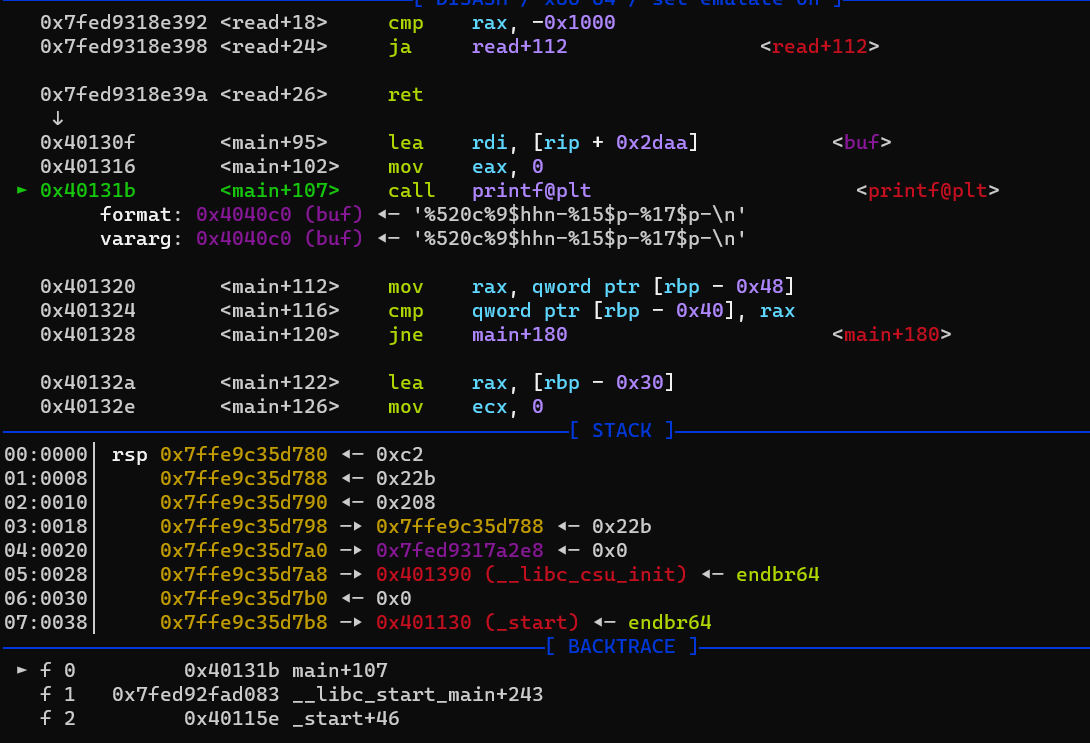 [ DISASM / x86-64 / set emulate on ]
0x7fed9318e392 <read+18> cmp rax, -0x1000
0x7fed9318e398 <read+24> ja read+112 <read+112>
0x7fed9318e39a <read+26> ret
↓
0x40130f <main+95> lea rdi, [rip + 0x2daa] <buf>
0x401316 <main+102> mov eax, 0
► 0x40131b <main+107> call printf@plt <printf@plt>
format: 0x4040c0 (buf) ◂— '%520c%9$hhn-%15$p-%17$p-\n'
vararg: 0x4040c0 (buf) ◂— '%520c%9$hhn-%15$p-%17$p-\n'
0x401320 <main+112> mov rax, qword ptr [rbp - 0x48]
0x401324 <main+116> cmp qword ptr [rbp - 0x40], rax
0x401328 <main+120> jne main+180 <main+180>
0x40132a <main+122> lea rax, [rbp - 0x30]
0x40132e <main+126> mov ecx, 0
[ STACK ]
00:0000│ rsp 0x7ffe9c35d780 ◂— 0xc2
01:0008│ 0x7ffe9c35d788 ◂— 0x22b
02:0010│ 0x7ffe9c35d790 ◂— 0x208
03:0018│ 0x7ffe9c35d798 —▸ 0x7ffe9c35d788 ◂— 0x22b
04:0020│ 0x7ffe9c35d7a0 —▸ 0x7fed9317a2e8 ◂— 0x0
05:0028│ 0x7ffe9c35d7a8 —▸ 0x401390 (__libc_csu_init) ◂— endbr64
06:0030│ 0x7ffe9c35d7b0 ◂— 0x0
07:0038│ 0x7ffe9c35d7b8 —▸ 0x401130 (_start) ◂— endbr64
[ BACKTRACE ]
► f 0 0x40131b main+107
f 1 0x7fed92fad083 __libc_start_main+243
f 2 0x40115e _start+46